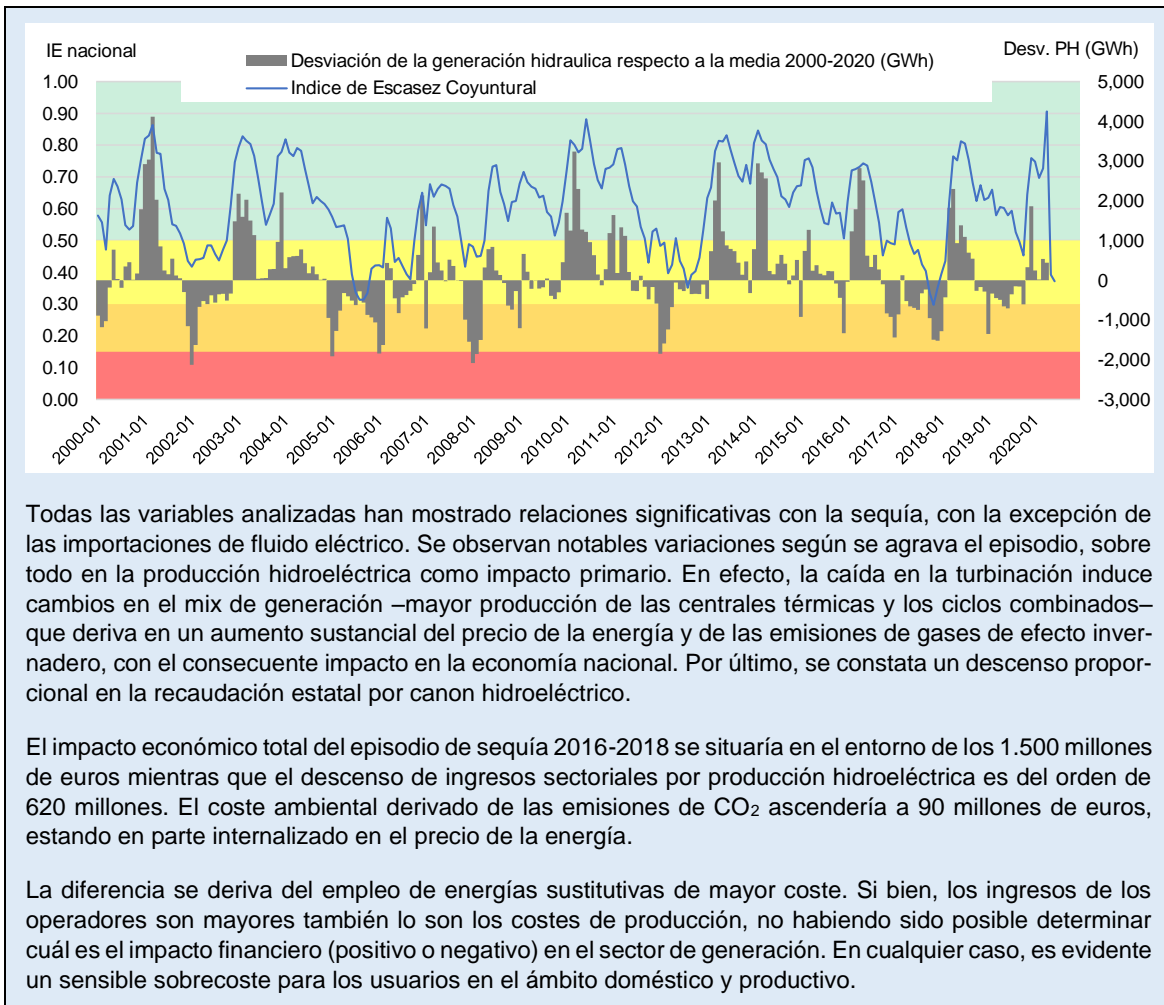 IE nacional
Desv. PH (GWh)
Desviación de la generación hidraulica respecto a la media 2000-2020 (GWh)
Indice de Escasez Coyuntural
1.00
0.90
0.80
0.70
0.60
0.50
0.40
0.30
0.20
0.10
0.00
5,000
4,000
3,000
2,000
1,000
0
-1,000
-2,000
-3,000
2000-01
2001-01
2002-01
2003-01
2004-01
2005-01
2006-01
2007-01
2008-01
2009-01
2010-01
2011-01
2012-01
2013-01
2014-01
2015-01
2016-01
2017-01
2018-01
2019-01
2020-01
Todas las variables analizadas han mostrado relaciones significativas con la sequía, con la excepción de
las importaciones de fluido eléctrico. Se observan notables variaciones según se agrava el episodio, sobre
todo en la producción hidroeléctrica como impacto primario. En efecto, la caída en la turbinación induce
cambios en el mix de generación –mayor producción de las centrales térmicas y los ciclos combinados–
que deriva en un aumento sustancial del precio de la energía y de las emisiones de gases de efecto inver-
nadero, con el consecuente impacto en la economía nacional. Por último, se constata un descenso propor-
cional en la recaudación estatal por canon hidroeléctrico.
El impacto económico total del episodio de sequía 2016-2018 se situaría en el entorno de los 1.500 millones
de euros mientras que el descenso de ingresos sectoriales por producción hidroeléctrica es del orden de
620 millones. El coste ambiental derivado de las emisiones de CO2 ascendería a 90 millones de euros,
estando en parte internalizado en el precio de la energía.
La diferencia se deriva del empleo de energías sustitutivas de mayor coste. Si bien, los ingresos de los
operadores son mayores también lo son los costes de producción, no habiendo sido posible determinar
cuál es el impacto financiero (positivo o negativo) en el sector de generación. En cualquier caso, es evidente
un sensible sobrecoste para los usuarios en el ámbito doméstico y productivo.